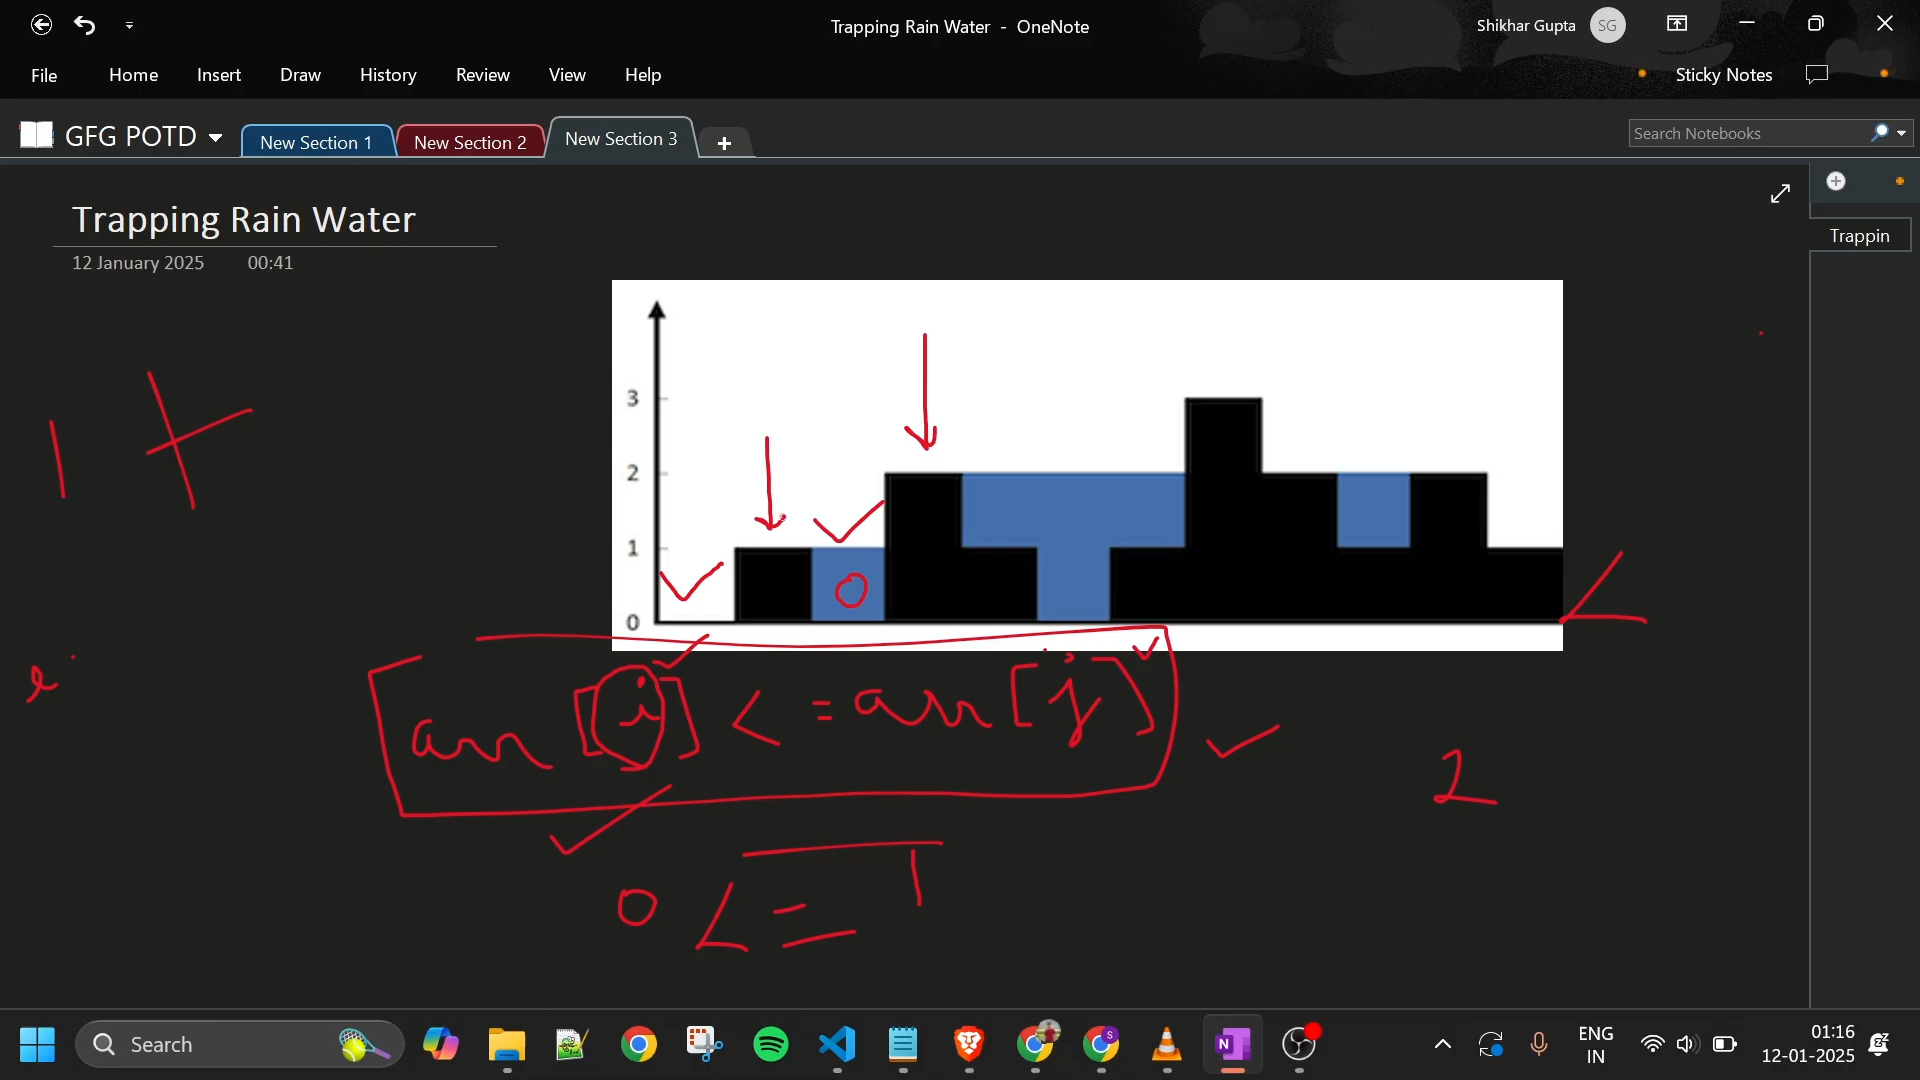 Trapping Rain Water - OneNote
Shikhar Gupta SG
File Home Insert Draw History Review View Help
Sticky Notes
GFG POTD New Section 1 New Section 2 New Section 3 +
Search Notebooks
Trapping Rain Water
12 January 2025 00:41
Trappin
3
2
1
0
1 +
0
arr[i] <= arr[j]
2
0 <= 1
Search
ENG
IN
01:16
12-01-2025